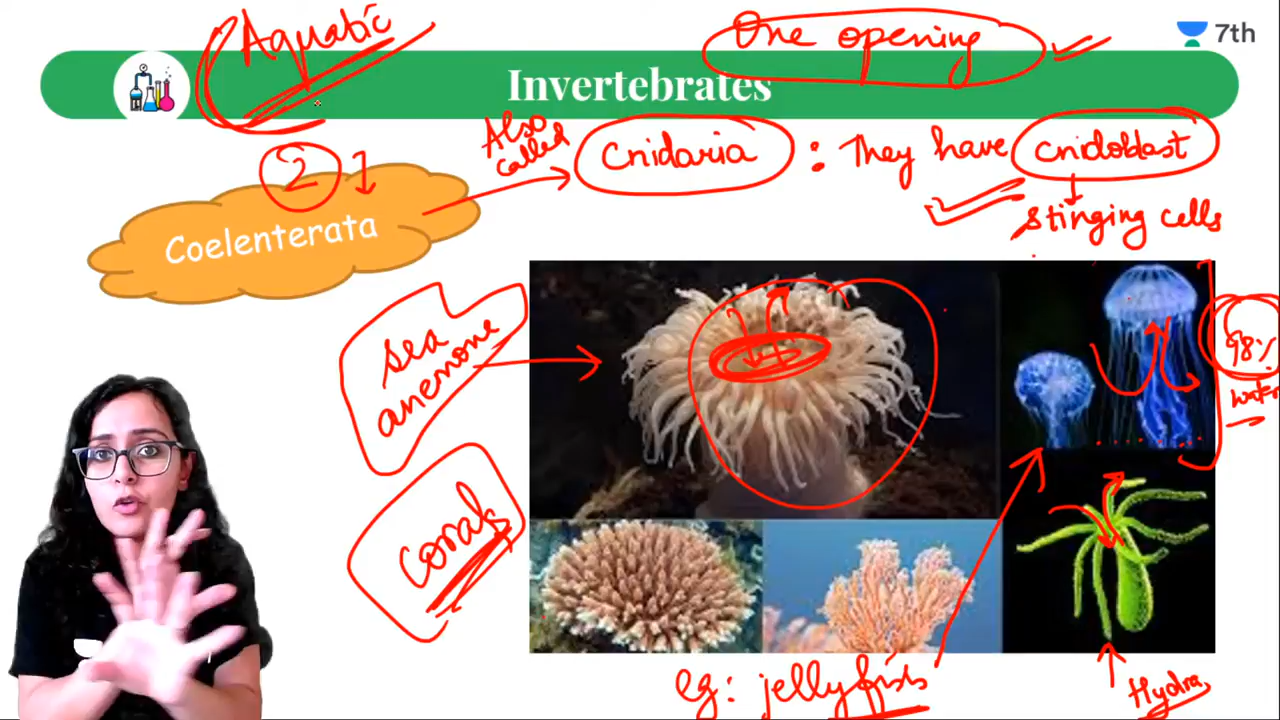 Aquatic
One opening
7th
Invertebrates
2
Also called
Cnidaria : They have cnidoblast
stinging cells
Coelenterata
sea anemone
98%
water
corals
eg: jellyfish
Hydra